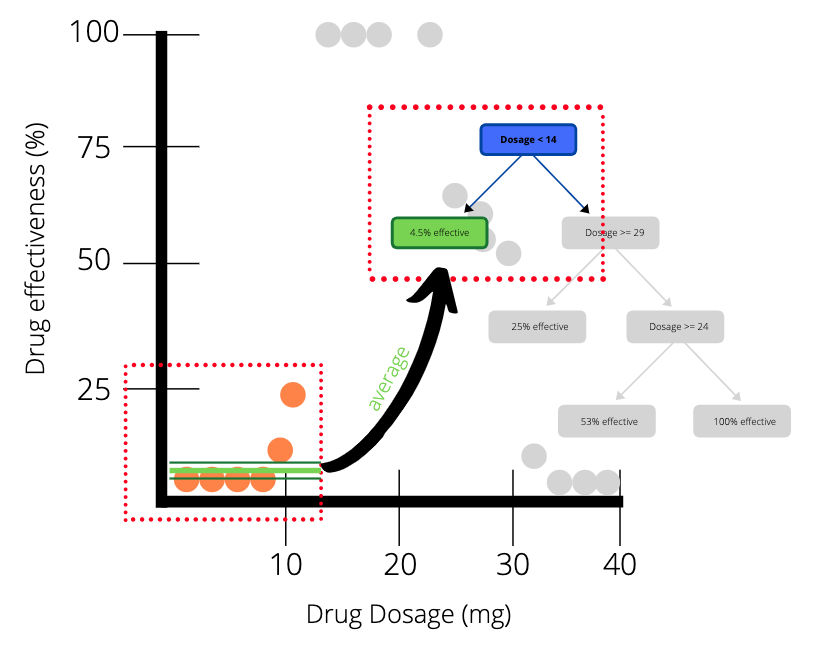 100
75
50
25
Drug effectiveness (%)
Dosage < 14
4.5% effective
Dosage >= 29
25% effective
Dosage >= 24
53% effective
100% effective
average
10
20
30
40
Drug Dosage (mg)